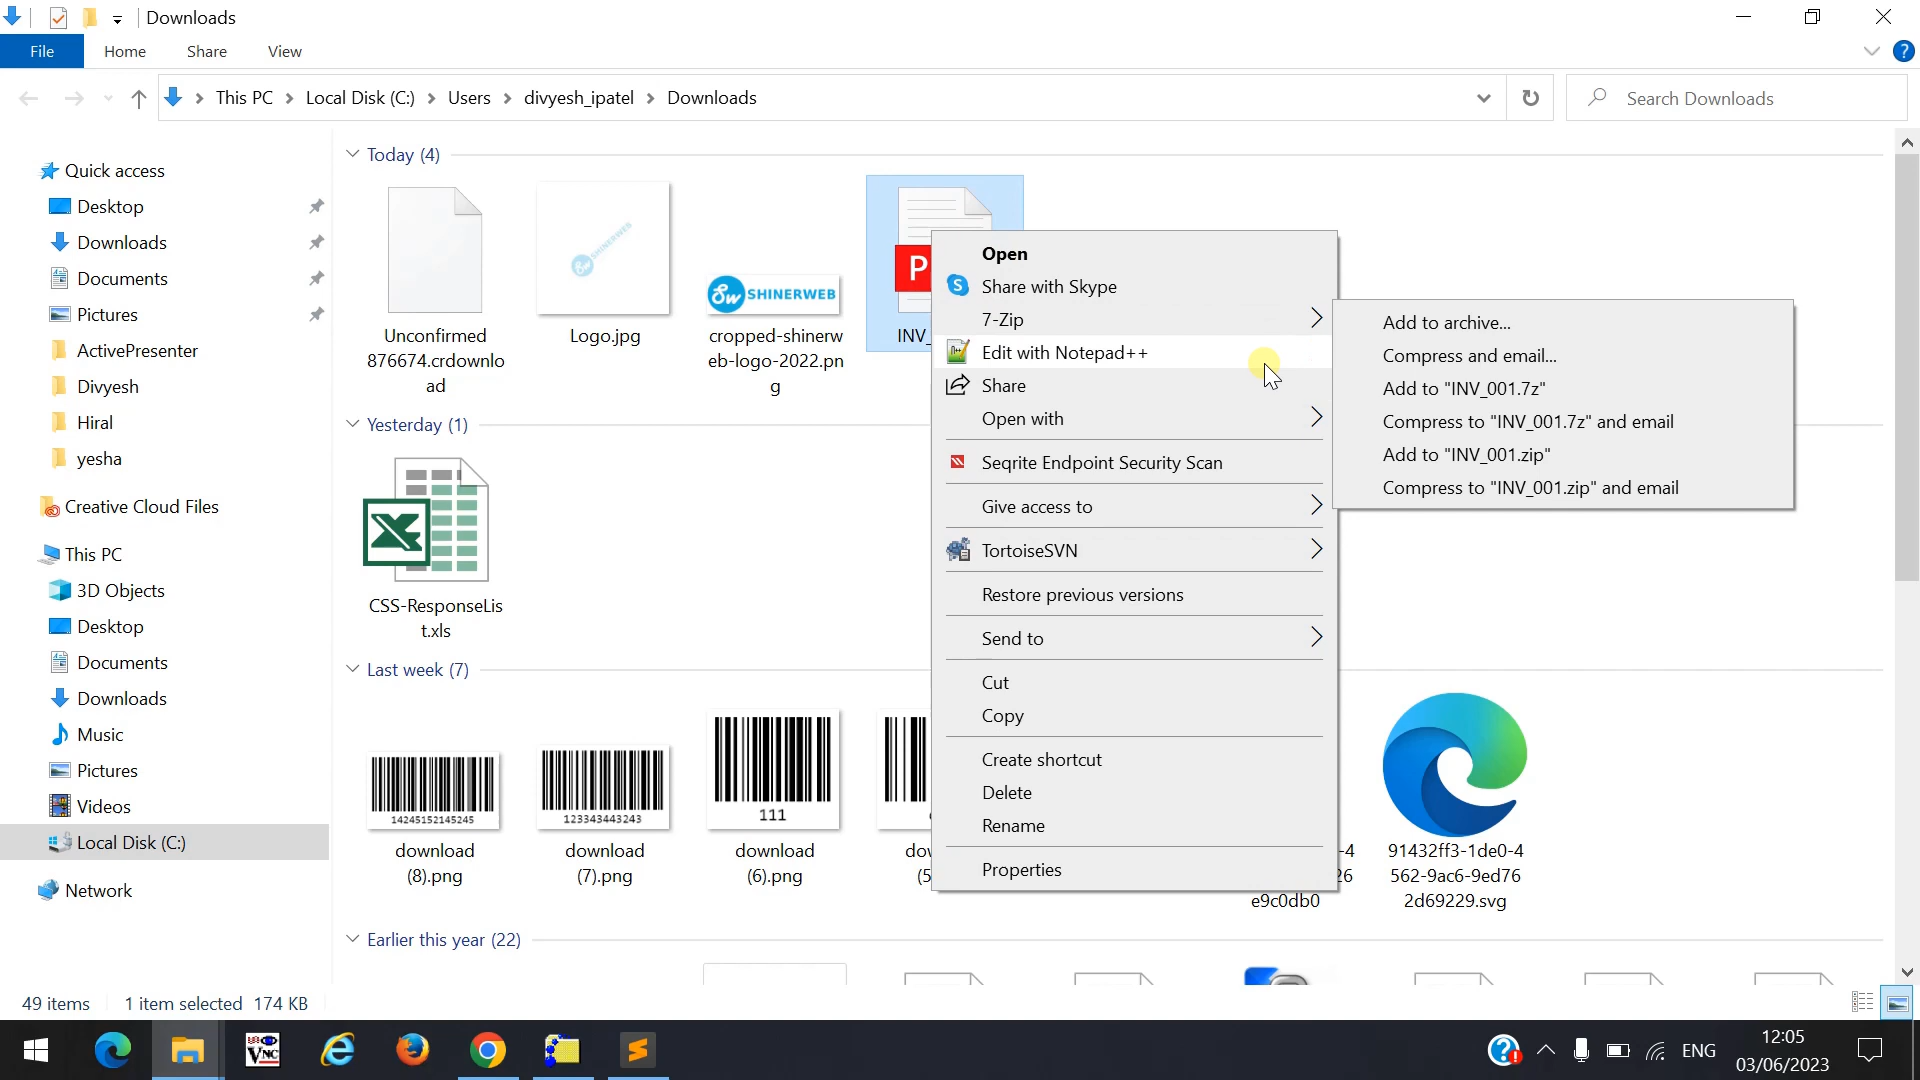 Downloads
File Home Share View
This PC Local Disk (C:) Users divyesh_ipatel Downloads
Search Downloads
Quick access
Desktop
Downloads
Documents
Pictures
ActivePresenter
Divyesh
Hiral
yesha
Creative Cloud Files
This PC
3D Objects
Desktop
Documents
Downloads
Music
Pictures
Videos
Local Disk (C:)
Network
Today (4)
Unconfirmed
876674.crdownlo
ad
SHINERWEB
Logo.jpg
Sw SHINERWEB
cropped-shinerw
eb-logo-2022.pn
g
P
INV_
Yesterday (1)
CSS-ResponseLis
t.xls
Last week (7)
14245152145245
download
(8).png
123343443243
download
(7).png
111
download
(6).png
dow
(5
-4
26
e9c0db0
91432ff3-1de0-4
562-9ac6-9ed76
2d69229.svg
Earlier this year (22)
Open
Share with Skype
7-Zip
Edit with Notepad++
Share
Open with
Seqrite Endpoint Security Scan
Give access to
TortoiseSVN
Restore previous versions
Send to
Cut
Copy
Create shortcut
Delete
Rename
Properties
Add to archive...
Compress and email...
Add to "INV_001.7z"
Compress to "INV_001.7z" and email
Add to "INV_001.zip"
Compress to "INV_001.zip" and email
49 items 1 item selected 174 KB
VNC
ENG
12:05
03/06/2023